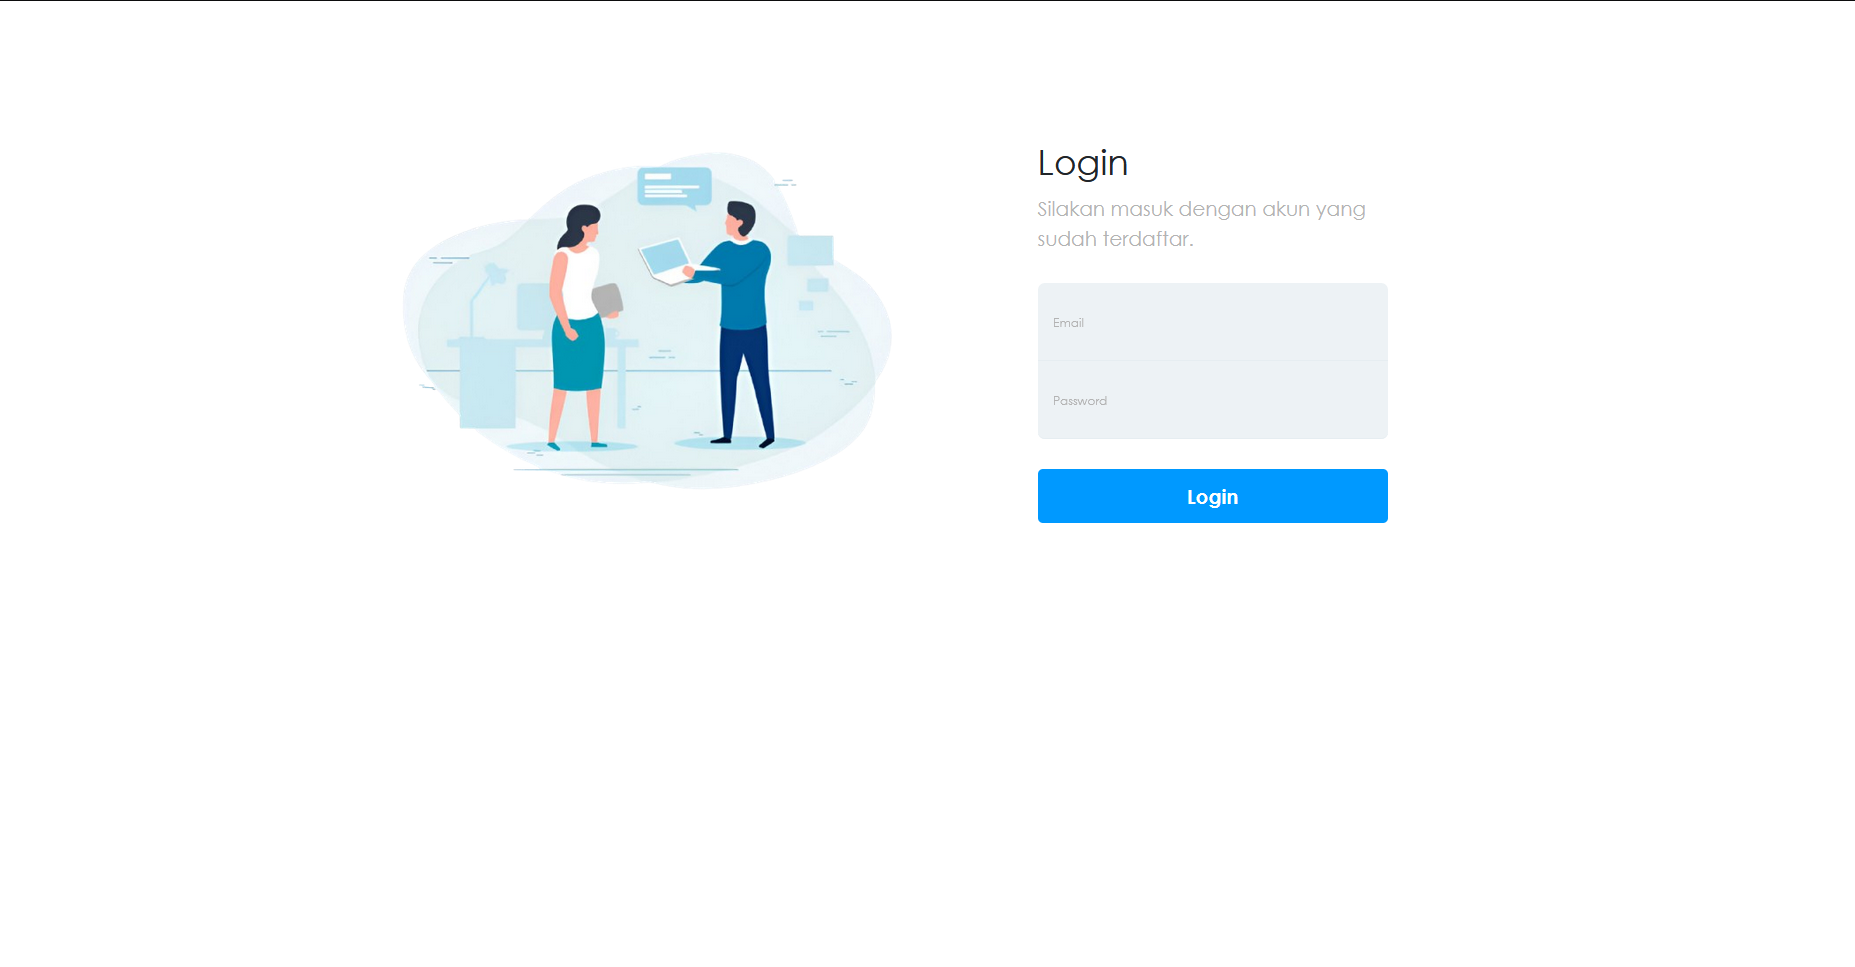 Login
Silakan masuk dengan akun yang
sudah terdaftar.
Email
Password
Login